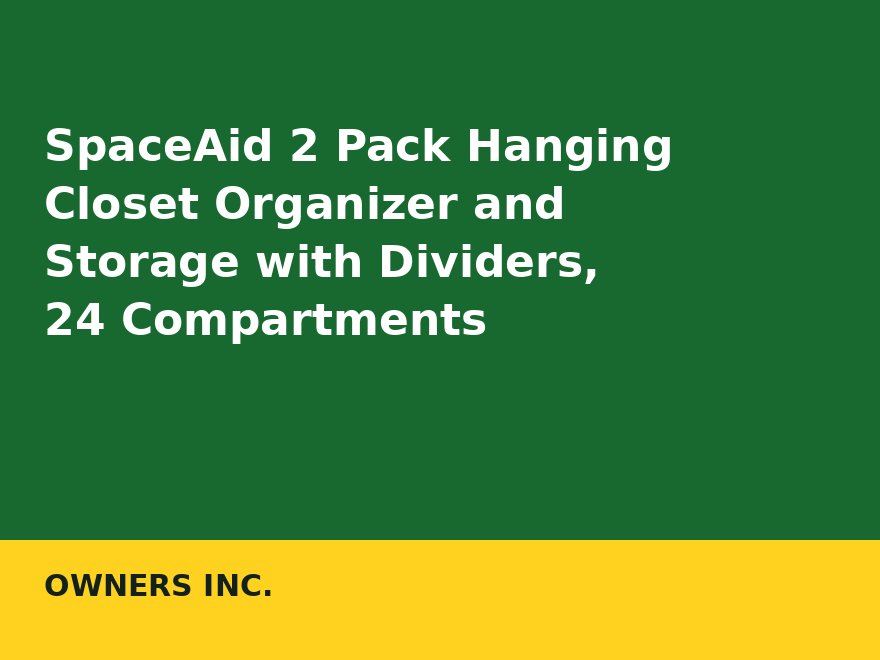 SpaceAid 2 Pack Hanging
Closet Organizer and
Storage with Dividers,
24 Compartments
OWNERS INC.